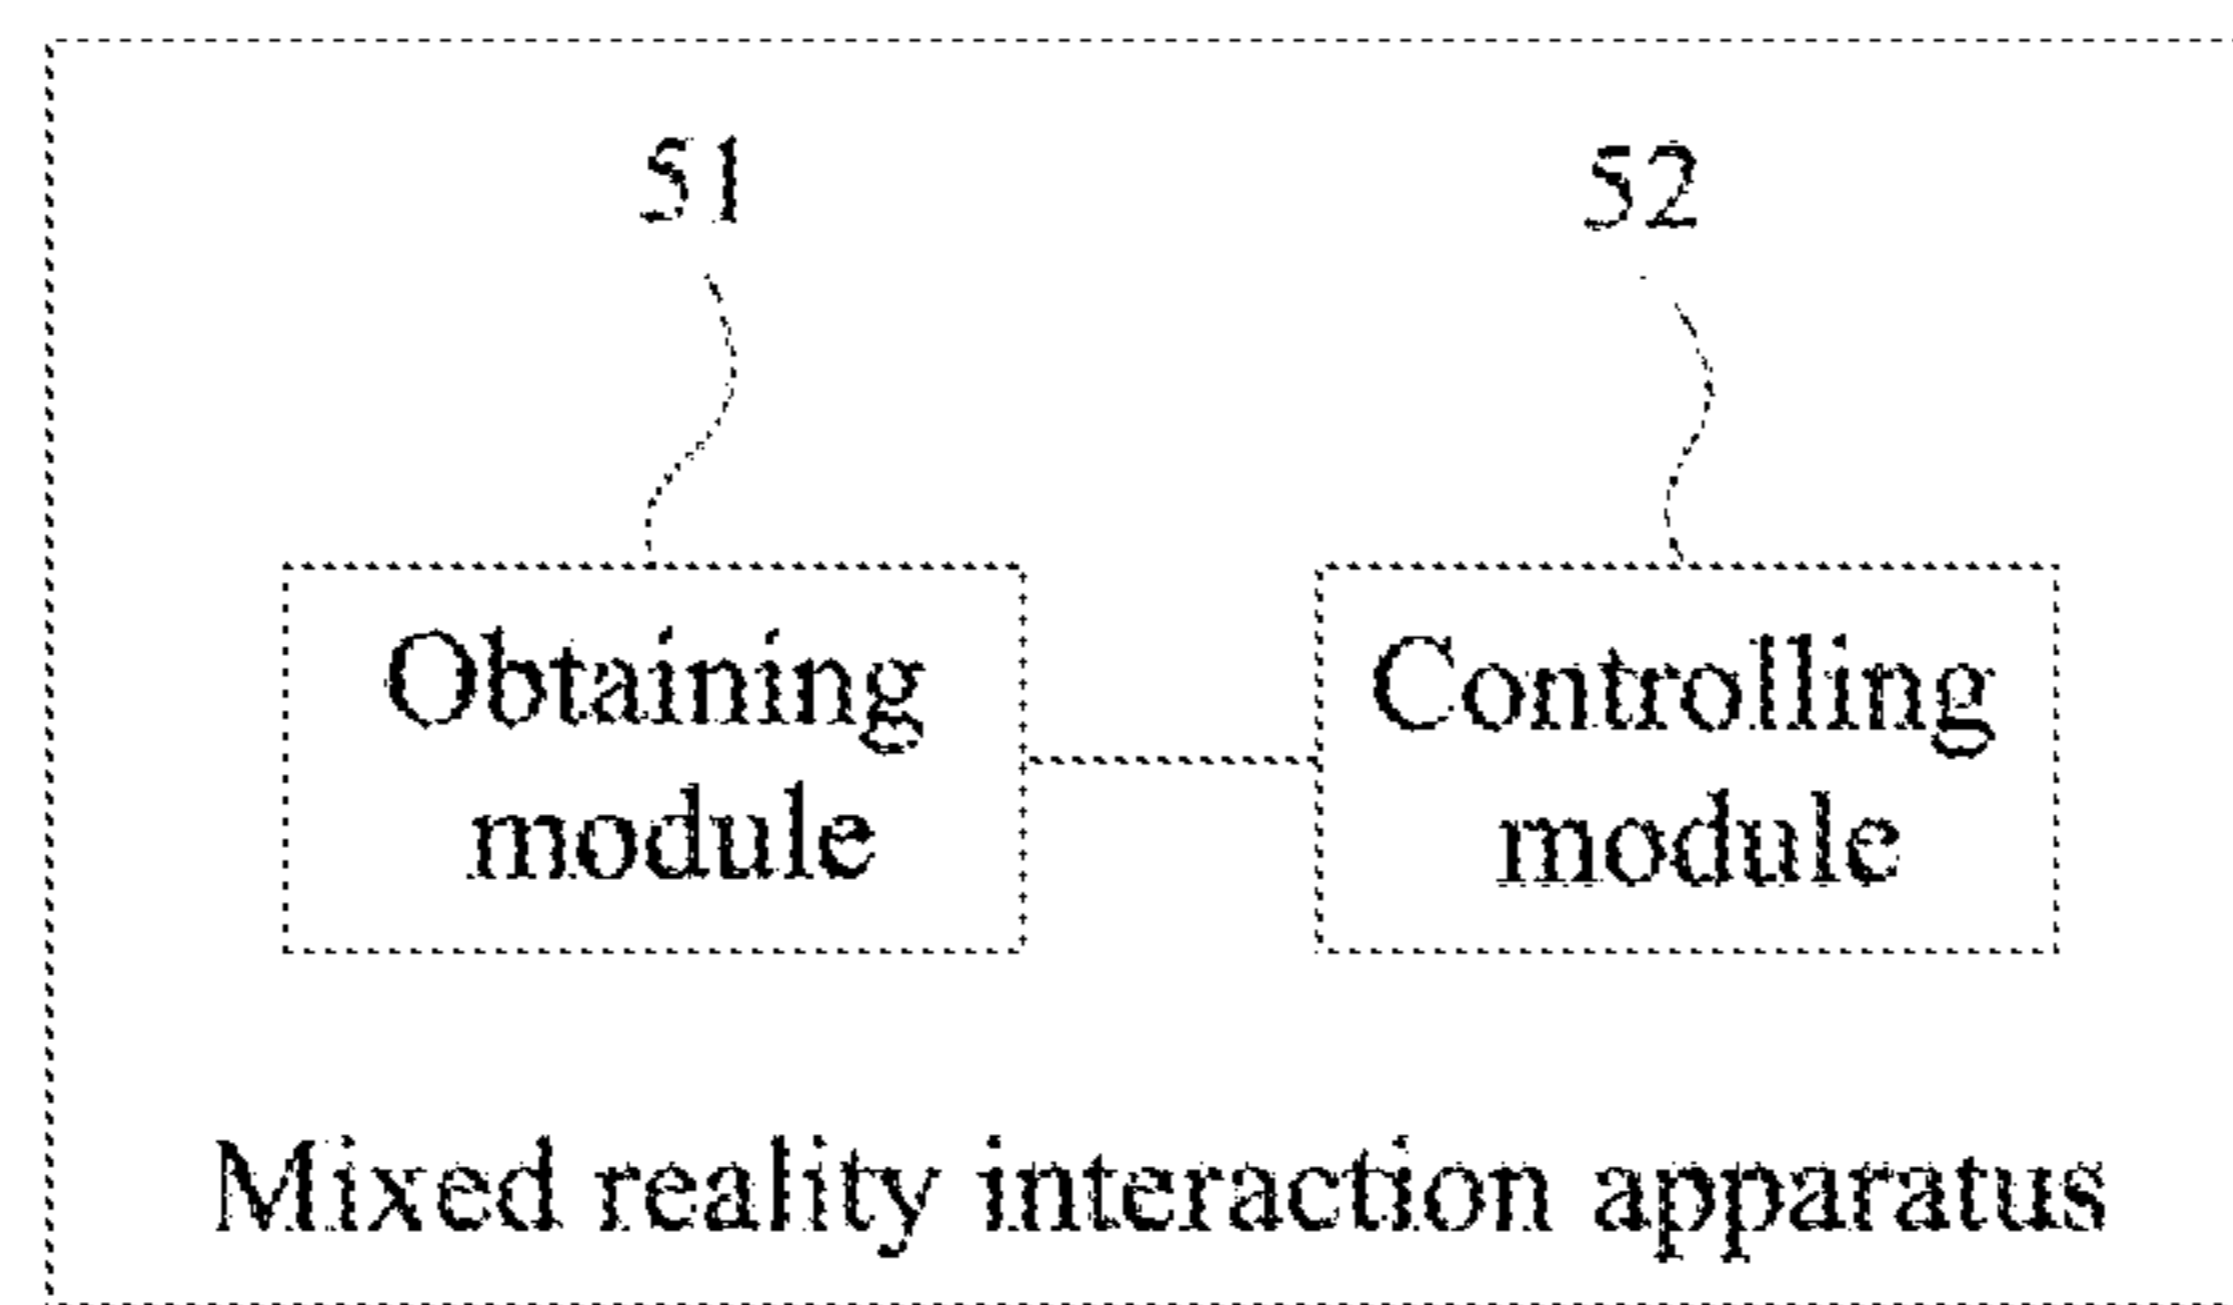 51
52
Obtaining
module
Controlling
module
Mixed reality interaction apparatus